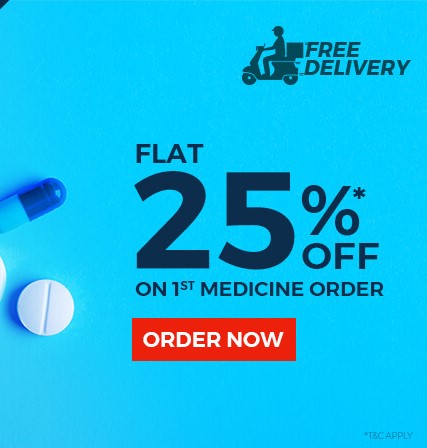 FREE
DELIVERY
FLAT
25%*
OFF
ON 1ST MEDICINE ORDER
ORDER NOW
*T&C APPLY